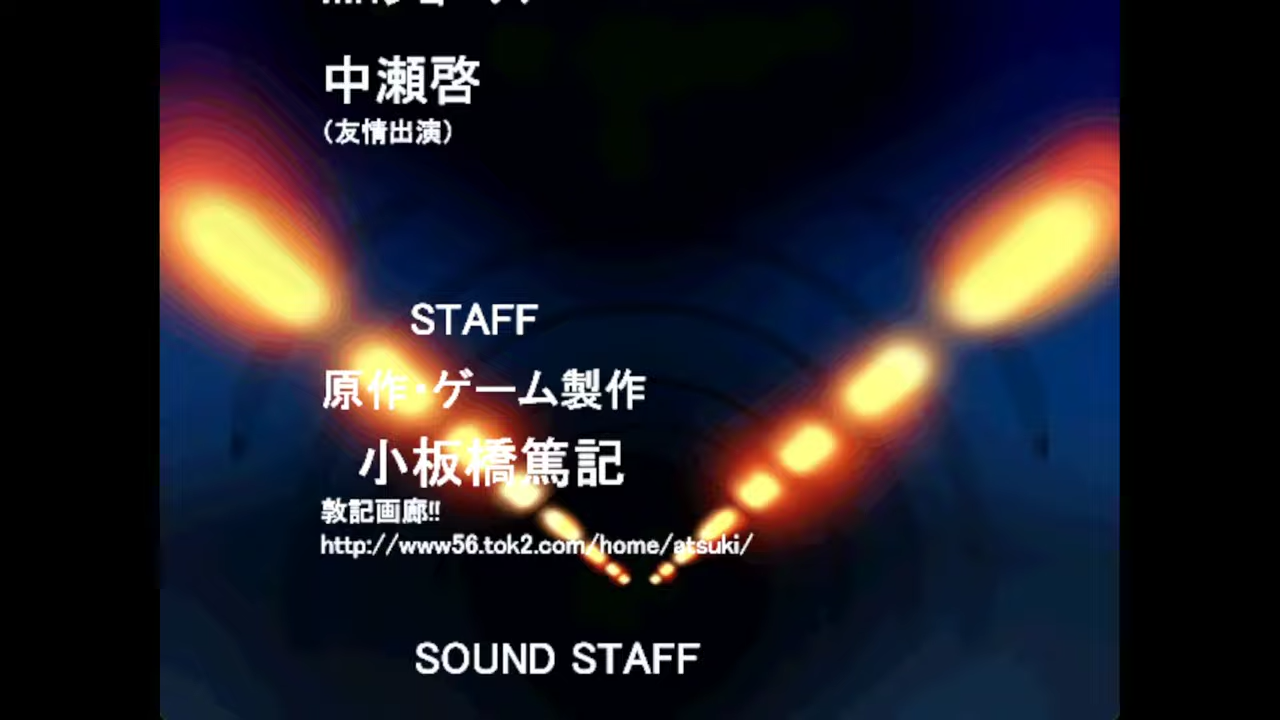 中瀬啓
(友情出演)
STAFF
原作・ゲーム製作
小板橋篤記
敦記画廊!!
http://www56.tok2.com/home/atsuki/
SOUND STAFF